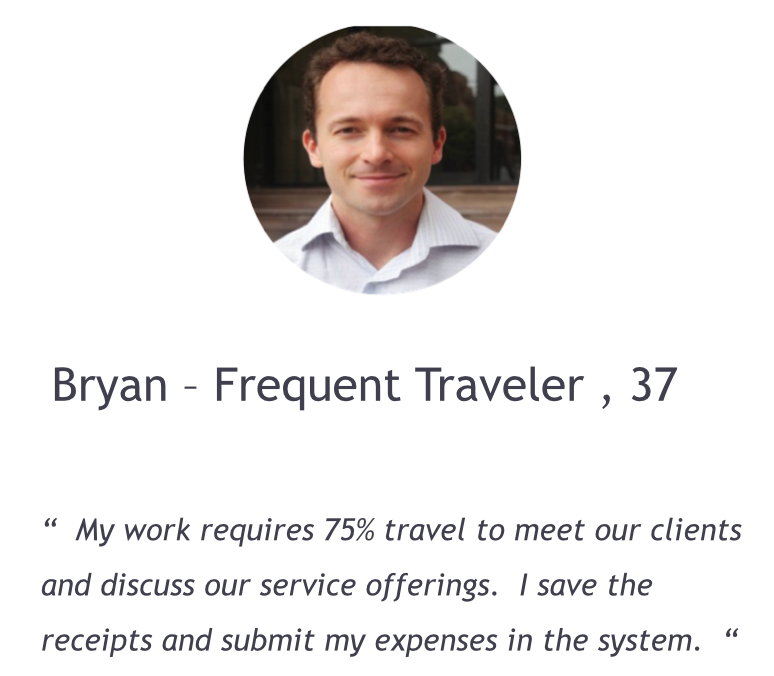 Bryan – Frequent Traveler , 37
“ My work requires 75% travel to meet our clients
and discuss our service offerings. I save the
receipts and submit my expenses in the system. “